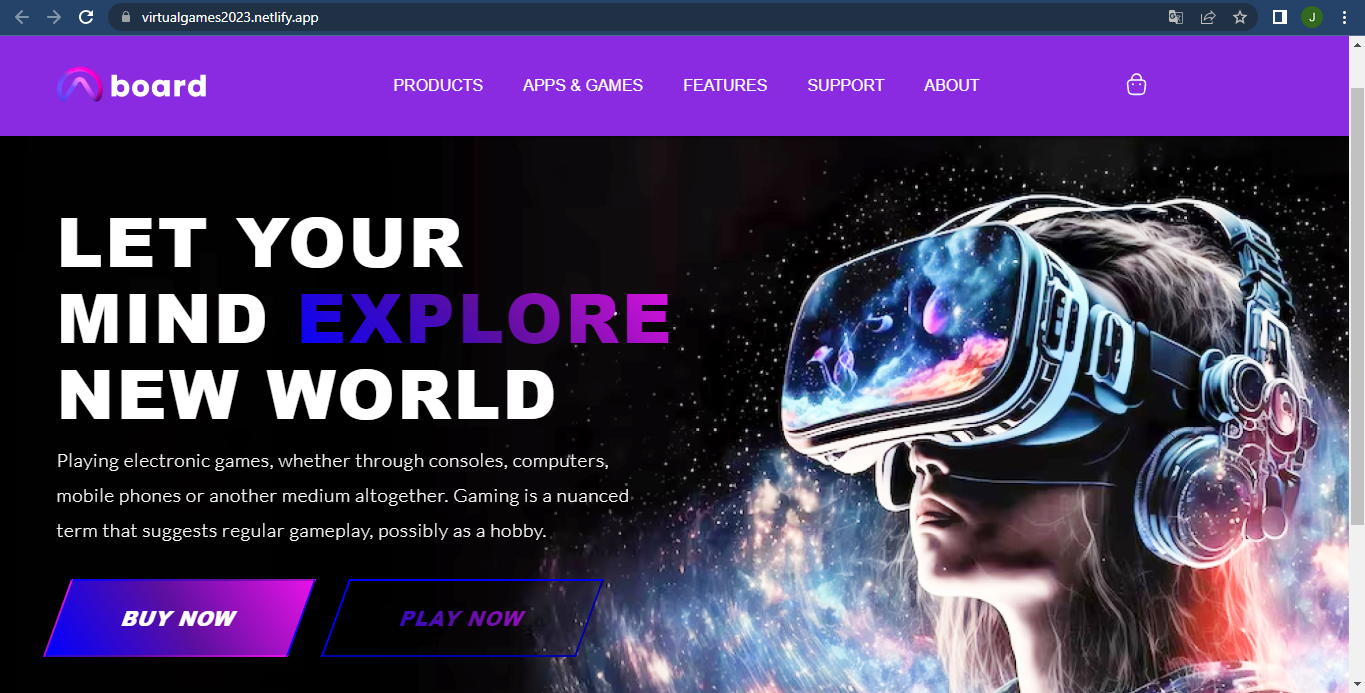 virtualgames2023.netlify.app
J
board
PRODUCTS
APPS & GAMES
FEATURES
SUPPORT
ABOUT
LET YOUR
MIND EXPLORE
NEW WORLD
Playing electronic games, whether through consoles, computers,
mobile phones or another medium altogether. Gaming is a nuanced
term that suggests regular gameplay, possibly as a hobby.
BUY NOW
PLAY NOW